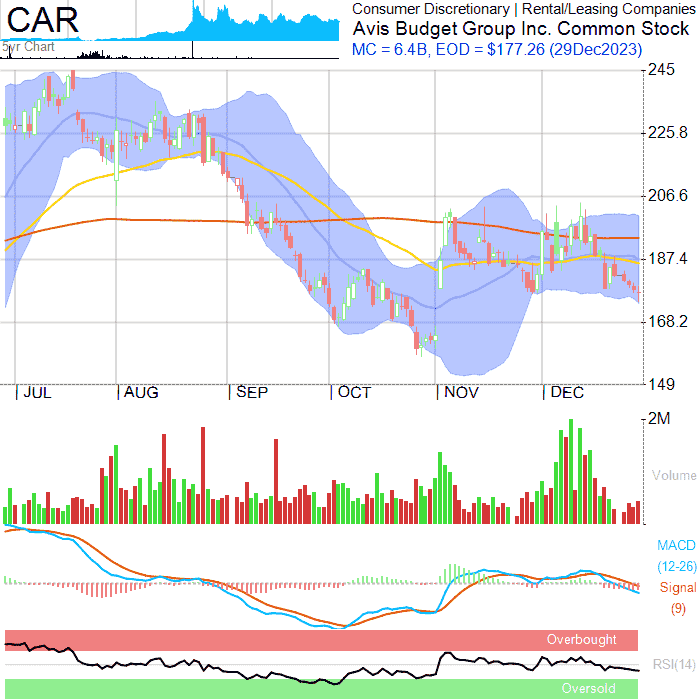 CAR
5yr Chart
Consumer Discretionary | Rental/Leasing Companies
Avis Budget Group Inc. Common Stock
MC = 6.4B, EOD = $177.26 (29Dec2023)
245
225.8
206.6
187.4
168.2
149
JUL AUG SEP OCT NOV DEC
2M
Volume
MACD
(12-26)
Signal
(9)
Overbought
RSI(14)
Oversold